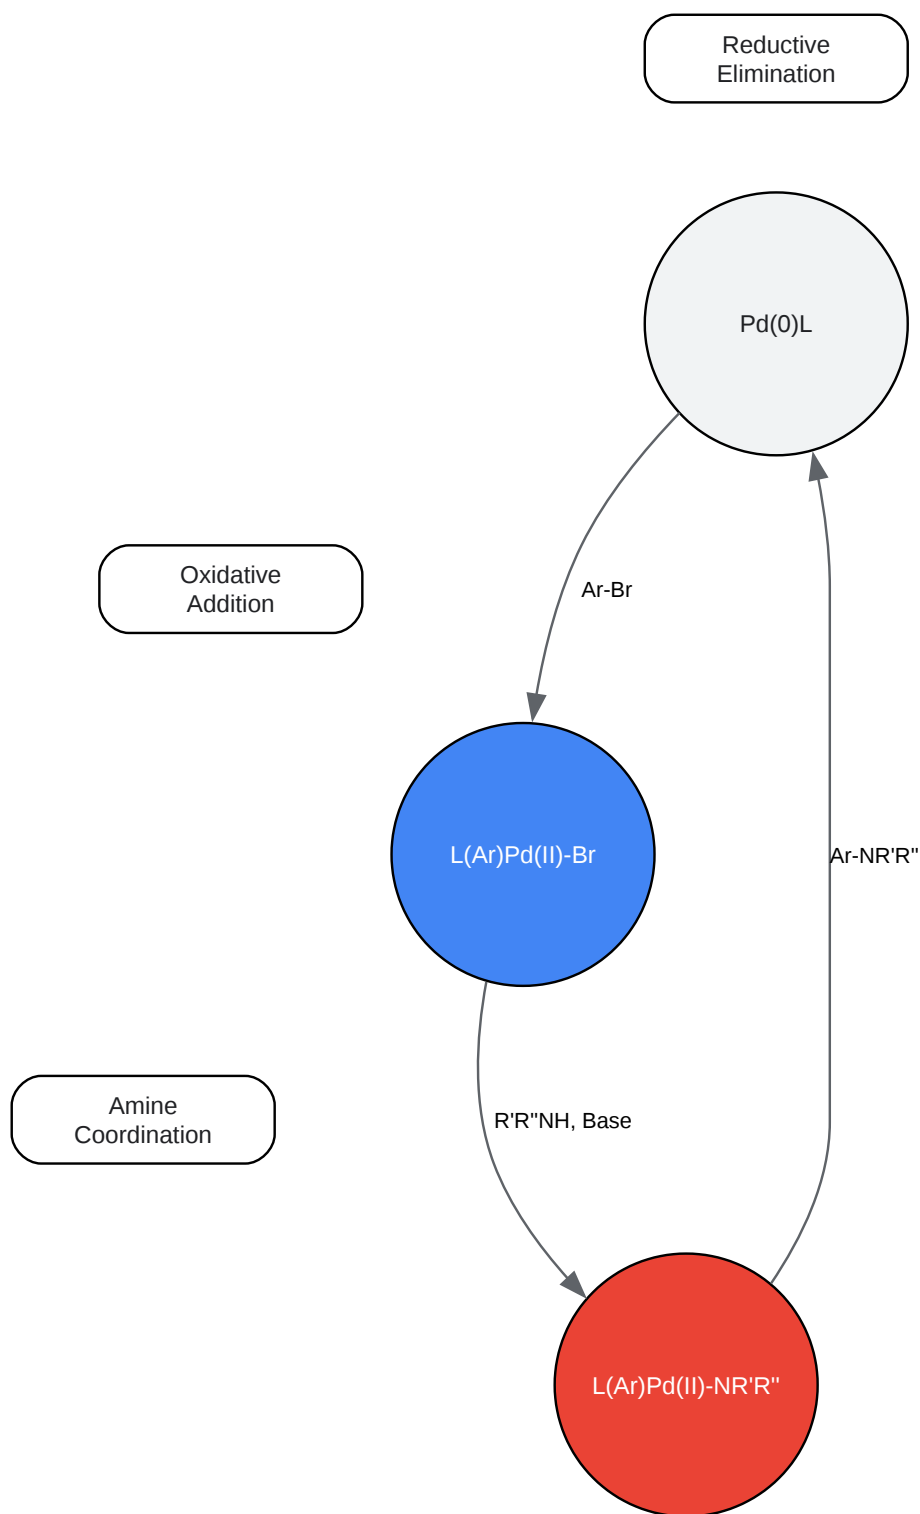 Reductive
Elimination
Pd(0)L
Oxidative
Addition
Ar-Br
L(Ar)Pd(II)-Br
Ar-NR'R"
Amine
Coordination
R'R"NH, Base
L(Ar)Pd(II)-NR'R"